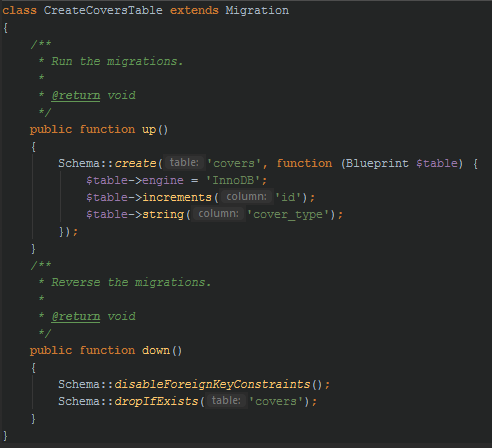 class CreateCoversTable extends Migration
{
    /**
     * Run the migrations.
     *
     * @return void
     */
    public function up()
    {
        Schema::create( table: 'covers', function (Blueprint $table) {
            $table->engine = 'InnoDB';
            $table->increments( column: 'id');
            $table->string( column: 'cover_type');
        });
    }
    /**
     * Reverse the migrations.
     *
     * @return void
     */
    public function down()
    {
        Schema::disableForeignKeyConstraints();
        Schema::dropIfExists( table: 'covers');
    }
}